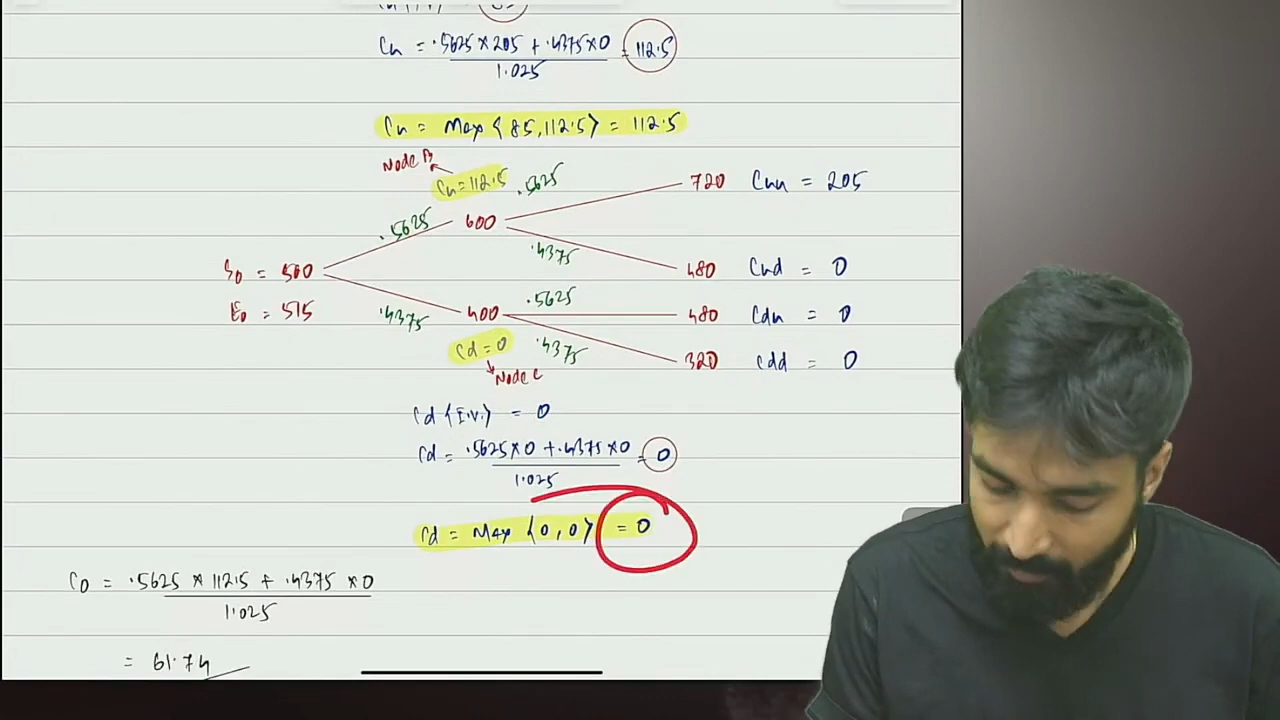 Cu = .5625×205 + .4375×0 = 112.5
1.025
Cu = Max {85, 112.5} = 112.5
Node B
Cu = 112.5 .5625 720 Cuu = 205
.5625 600
.4375
S0 = 500 480 Cud = 0
E0 = 515 .4375 400 .5625 480 Cdu = 0
Cd = 0 .4375 320 Cdd = 0
Node C
Cd {I.V.} = 0
Cd = .5625×0 + .4375×0 = 0
1.025
Cd = Max {0, 0} = 0
C0 = .5625 × 112.5 + .4375 × 0
1.025
= 61.74